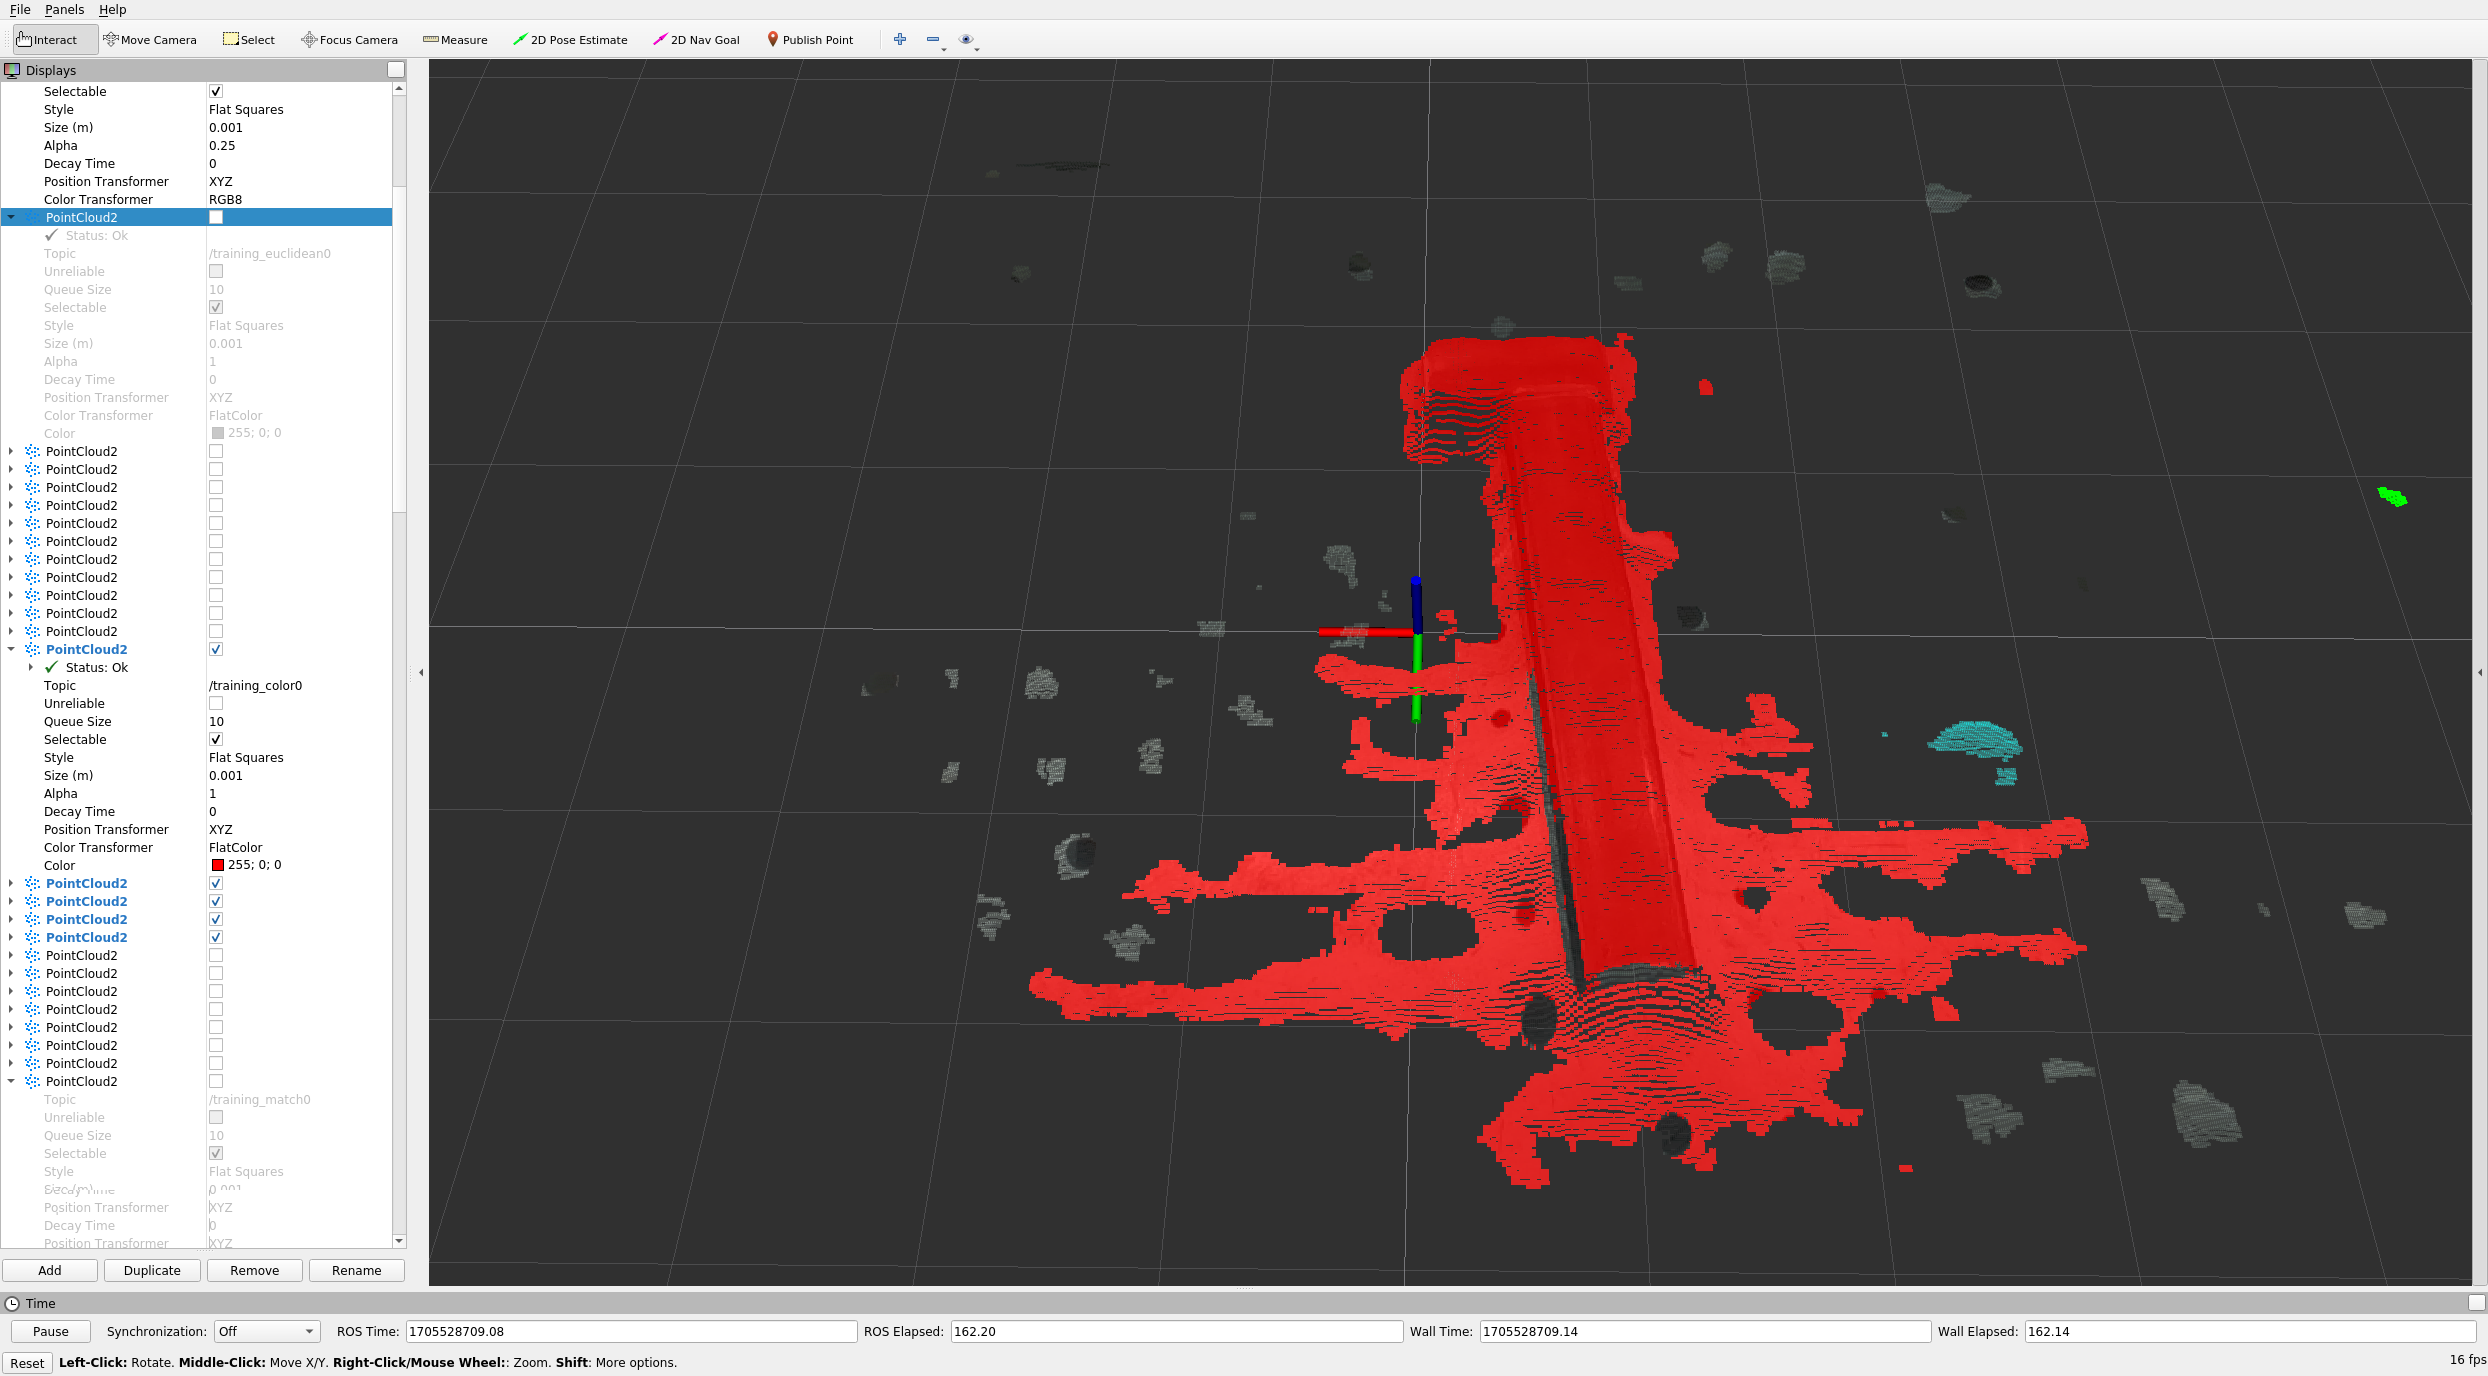 File Panels Help
Interact Move Camera Select Focus Camera Measure 2D Pose Estimate 2D Nav Goal Publish Point
Displays
Selectable
Style Flat Squares
Size (m) 0.001
Alpha 0.25
Decay Time 0
Position Transformer XYZ
Color Transformer RGB8
PointCloud2
Status: Ok
Topic /training_euclidean0
Unreliable
Queue Size 10
Selectable
Style Flat Squares
Size (m) 0.001
Alpha 1
Decay Time 0
Position Transformer XYZ
Color Transformer FlatColor
Color 255; 0; 0
PointCloud2
PointCloud2
PointCloud2
PointCloud2
PointCloud2
PointCloud2
PointCloud2
PointCloud2
PointCloud2
PointCloud2
PointCloud2
PointCloud2
Status: Ok
Topic /training_color0
Unreliable
Queue Size 10
Selectable
Style Flat Squares
Size (m) 0.001
Alpha 1
Decay Time 0
Position Transformer XYZ
Color Transformer FlatColor
Color 255; 0; 0
PointCloud2
PointCloud2
PointCloud2
PointCloud2
PointCloud2
PointCloud2
PointCloud2
PointCloud2
PointCloud2
PointCloud2
PointCloud2
PointCloud2
Topic /training_match0
Unreliable
Queue Size 10
Selectable
Style Flat Squares
Position Transformer XYZ
Decay Time 0
Position Transformer XYZ
Add Duplicate Remove Rename
Time
Pause Synchronization: Off ROS Time: 1705528709.08 ROS Elapsed: 162.20 Wall Time: 1705528709.14 Wall Elapsed: 162.14
Reset Left-Click: Rotate. Middle-Click: Move X/Y. Right-Click/Mouse Wheel:: Zoom. Shift: More options. 16 fps